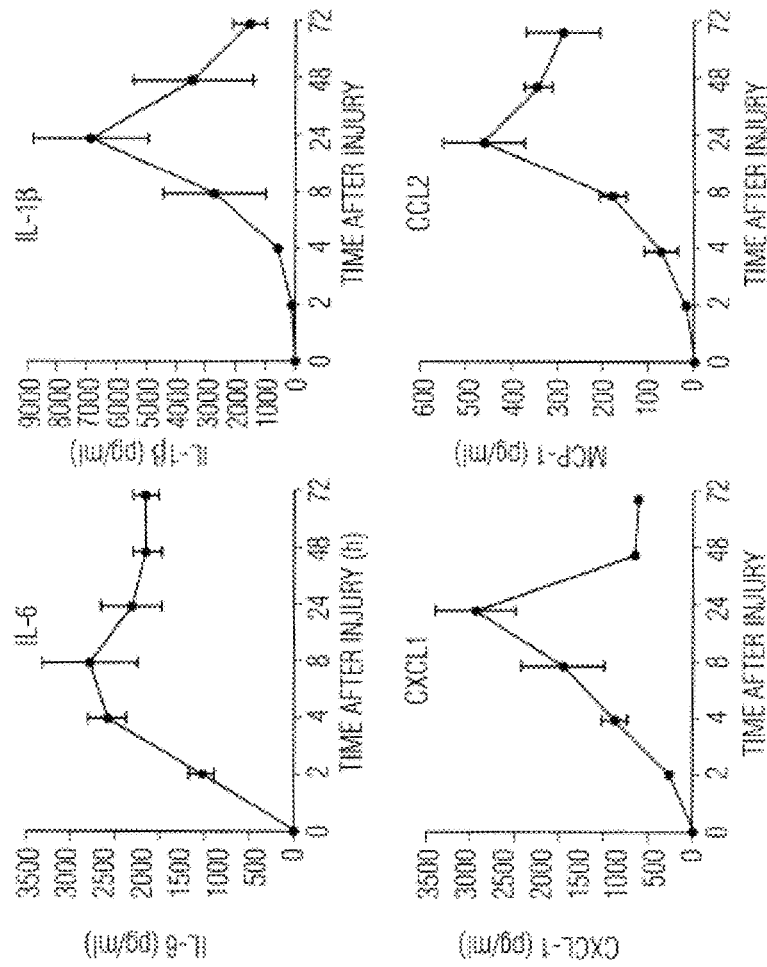 IL-6
IL-6 (pg/ml)
3500
3000
2500
2000
1500
1000
500
0
0 2 4 8 24 48 72
TIME AFTER INJURY (h)
IL-1β
IL-1β (pg/ml)
9000
8000
7000
6000
5000
4000
3000
2000
1000
0
0 2 4 8 24 48 72
TIME AFTER INJURY
CXCL1
CXCL-1 (pg/ml)
3500
3000
2500
2000
1500
1000
500
0
0 2 4 8 24 48 72
TIME AFTER INJURY
CCL2
MCP-1 (pg/ml)
600
500
400
300
200
100
0
0 2 4 8 24 48 72
TIME AFTER INJURY